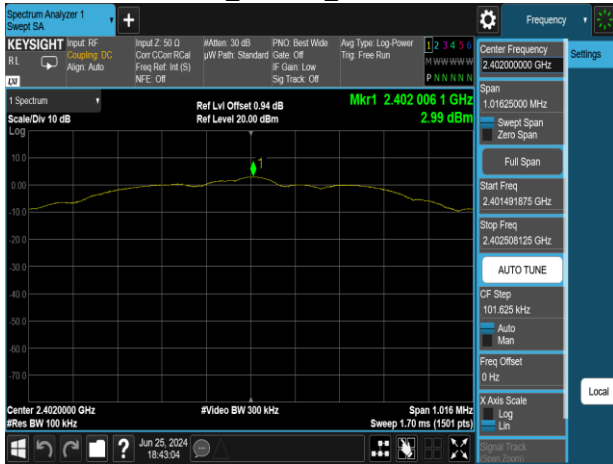 Spectrum Analyzer 1
Swept SA
Frequency
KEYSIGHT
RL
LXI
Input: RF
Coupling: DC
Align: Auto
Input Z: 50 Ω
Corr CCorr RCal
Freq Ref: Int (S)
NFE: Off
#Atten: 30 dB
µW Path: Standard
PNO: Best Wide
Gate: Off
IF Gain: Low
Sig Track: Off
Avg Type: Log-Power
Trig: Free Run
1 2 3 4 5 6
M W W W W W
P N N N N N
1 Spectrum
Scale/Div 10 dB
Log
Ref Lvl Offset 0.94 dB
Ref Level 20.00 dBm
Mkr1 2.402 006 1 GHz
2.99 dBm
1
10.0
0.00
-10.0
-20.0
-30.0
-40.0
-50.0
-60.0
-70.0
Center 2.4020000 GHz
#Res BW 100 kHz
#Video BW 300 kHz
Span 1.016 MHz
Sweep 1.70 ms (1501 pts)
Center Frequency
2.402000000 GHz
Span
1.01625000 MHz
Swept Span
Zero Span
Full Span
Start Freq
2.401491875 GHz
Stop Freq
2.402508125 GHz
AUTO TUNE
CF Step
101.625 kHz
Auto
Man
Freq Offset
0 Hz
X Axis Scale
Log
Lin
Signal Track
(Span Zoom)
Settings
Local
?
Jun 25, 2024
18:43:04